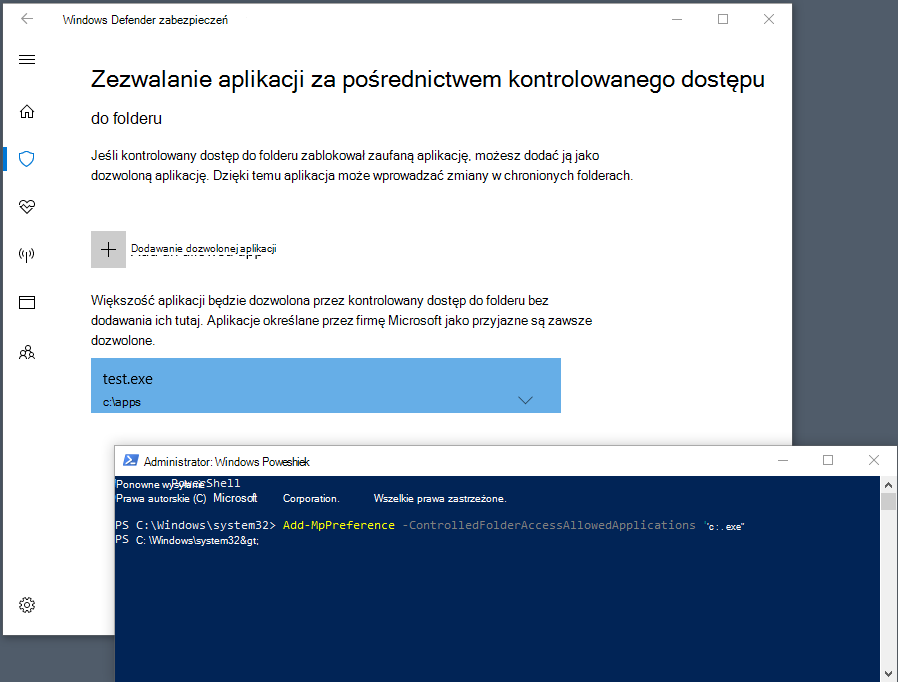 Windows Defender zabezpieczeń
Zezwalanie aplikacji za pośrednictwem kontrolowanego dostępu
do folderu
Jeśli kontrolowany dostęp do folderu zablokował zaufaną aplikację, możesz dodać ją jako
dozwoloną aplikację. Dzięki temu aplikacja może wprowadzać zmiany w chronionych folderach.
Dodawanie dozwolonej aplikacji
Większość aplikacji będzie dozwolona przez kontrolowany dostęp do folderu bez
dodawania ich tutaj. Aplikacje określane przez firmę Microsoft jako przyjazne są zawsze
dozwolone.
test.exe
c:\apps
Administrator: Windows Poweshiek
Ponowne wysyłanie PowerShell
Prawa autorskie (C) Microsoft Corporation. Wszelkie prawa zastrzeżone.
PS C:\Windows\system32> Add-MpPreference -ControlledFolderAccessAllowedApplications "c:.exe"
PS C: \Windows\system32&gt;